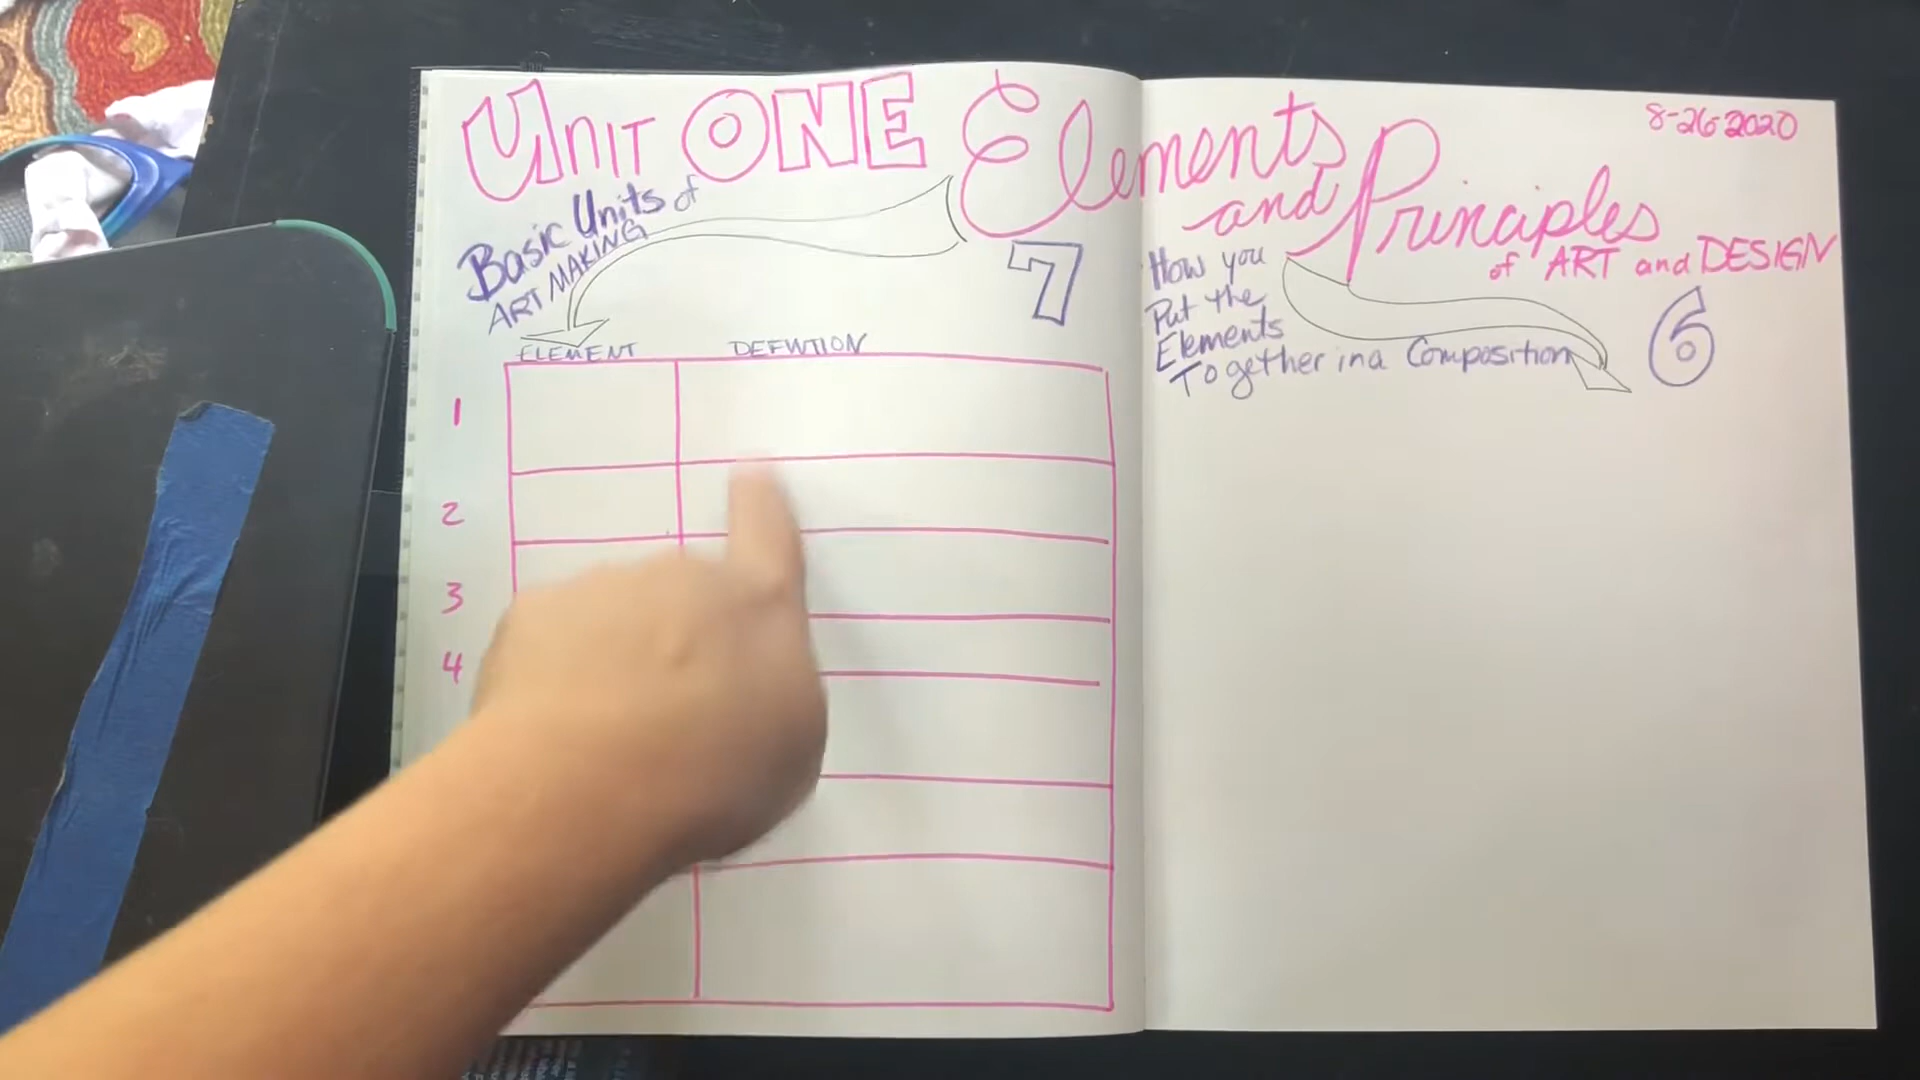 Unit ONE Elements
and Principles
of ART and DESIGN
8-26-2020
Basic Units of
ART MAKING
7
ELEMENT DEFINTION
1
2
3
4
How you
Put the
Elements
Together in a Composition
6